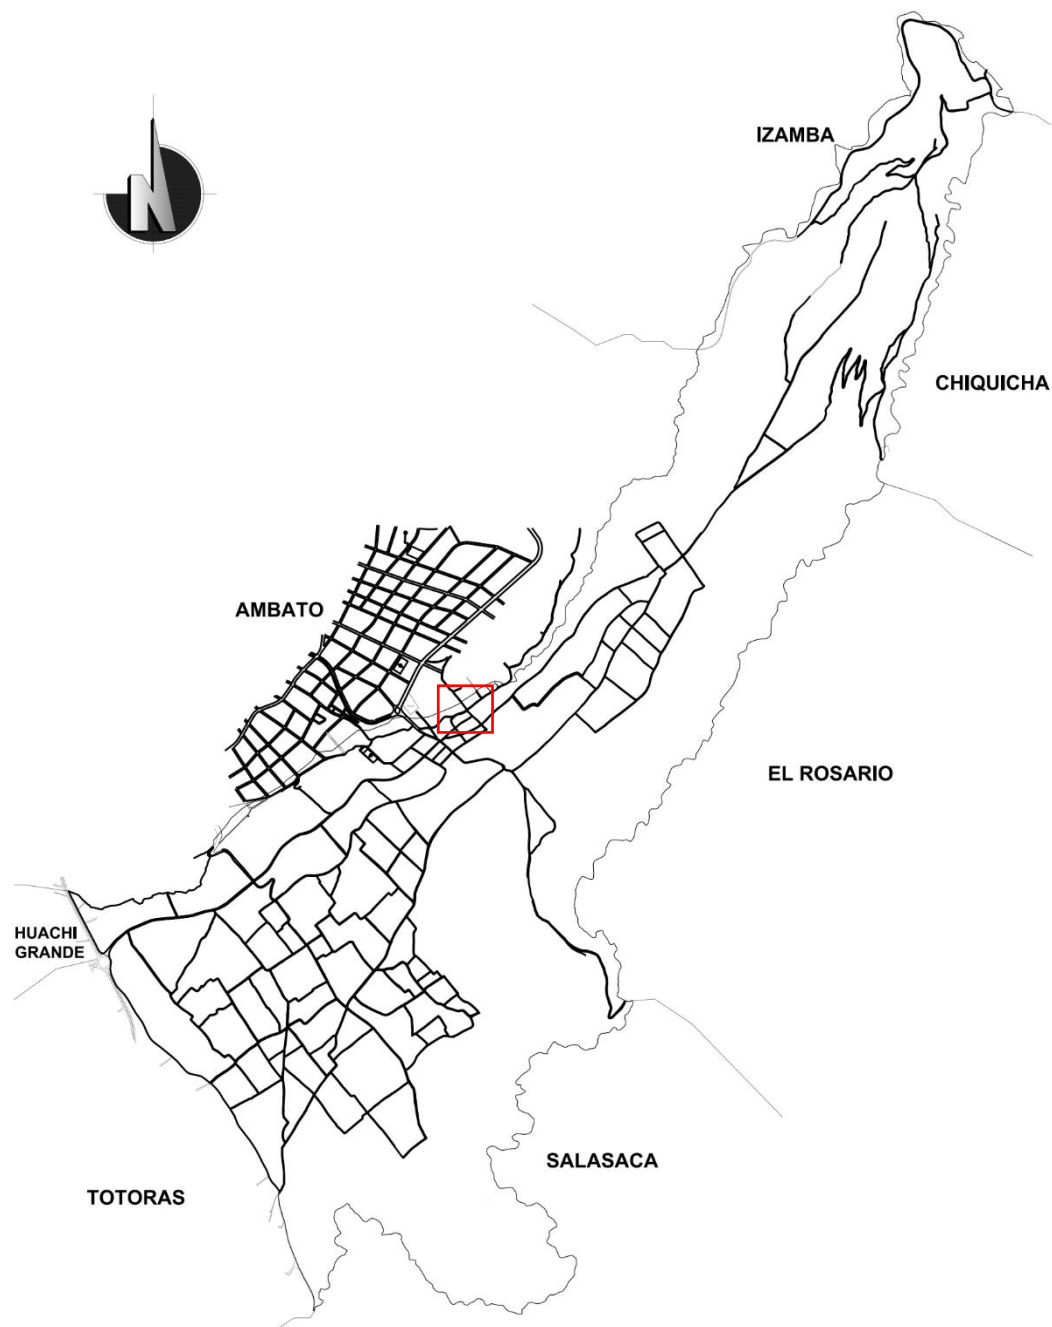 IZAMBA
N
CHIQUICHA
AMBATO
EL ROSARIO
HUACHI
GRANDE
SALASACA
TOTORAS